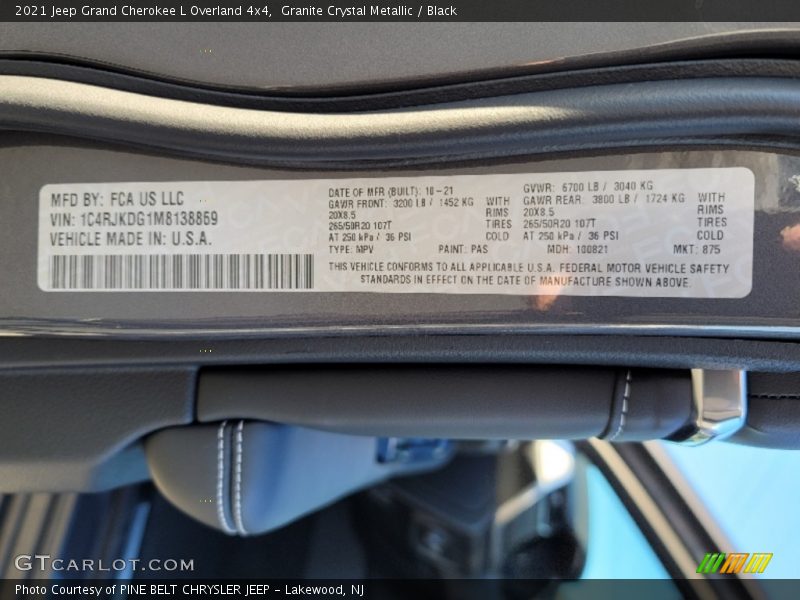 2021 Jeep Grand Cherokee L Overland 4x4, Granite Crystal Metallic / Black
MFD BY: FCA US LLC
VIN: 1C4RJKDG1M8138869
VEHICLE MADE IN: U.S.A.
DATE OF MFR (BUILT): 10-21
GAWR FRONT: 3200 LB / 1452 KG WITH
20X8.5 RIMS
265/50R20 107T TIRES
AT 250 kPa / 36 PSI COLD
GVWR: 6700 LB / 3040 KG
GAWR REAR: 3800 LB / 1724 KG WITH
20X8.5 RIMS
265/50R20 107T TIRES
AT 250 kPa / 36 PSI COLD
TYPE: MPV PAINT: PAS MDH: 100821 MKT: 875
THIS VEHICLE CONFORMS TO ALL APPLICABLE U.S.A. FEDERAL MOTOR VEHICLE SAFETY
STANDARDS IN EFFECT ON THE DATE OF MANUFACTURE SHOWN ABOVE.
GTCARLOT.COM
Photo Courtesy of PINE BELT CHRYSLER JEEP - Lakewood, NJ